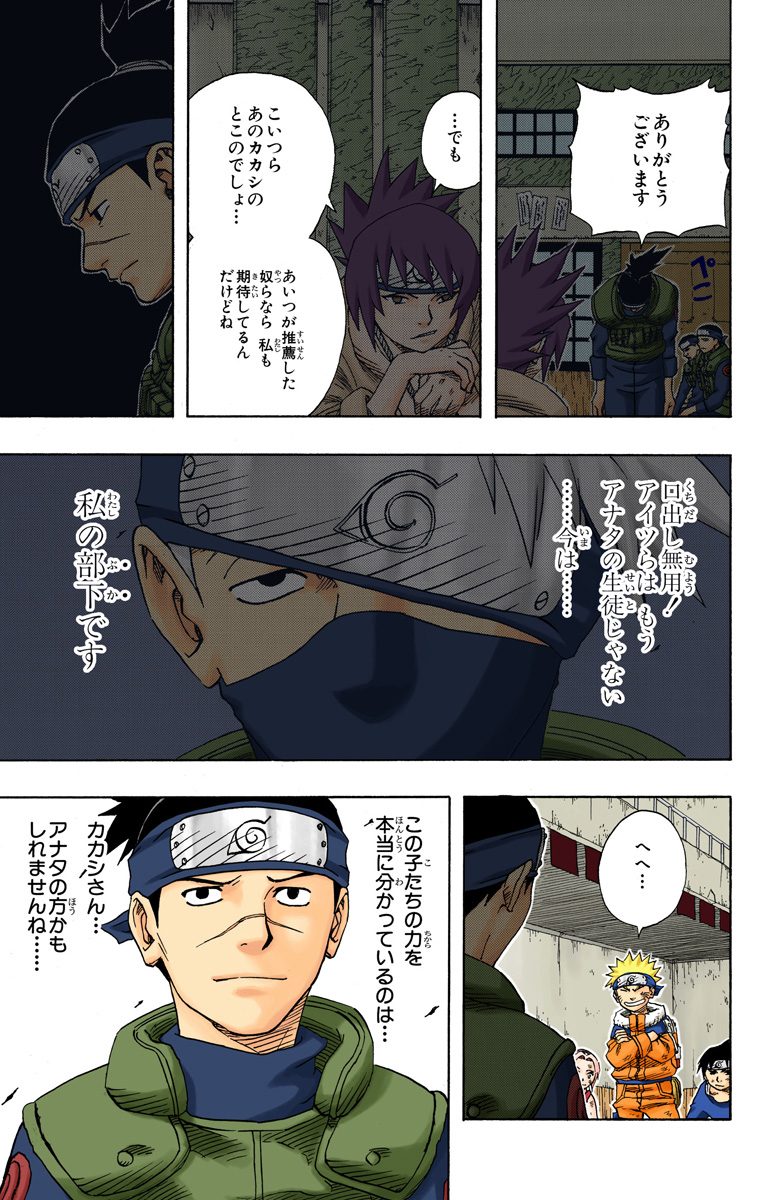 ありがとう
ございます
ペコ
…でも
こいつら
あのカカシの
とこのでしょ…
あいつが推薦した
奴らなら 私も
期待してるん
だけどね
口出し無用！
アイツらは もう
アナタの生徒じゃない
………今は………
私の部下です
へへ…
この子たちの力を
本当に分かっているのは…
カカシさん…
アナタの方かも
しれませんね……